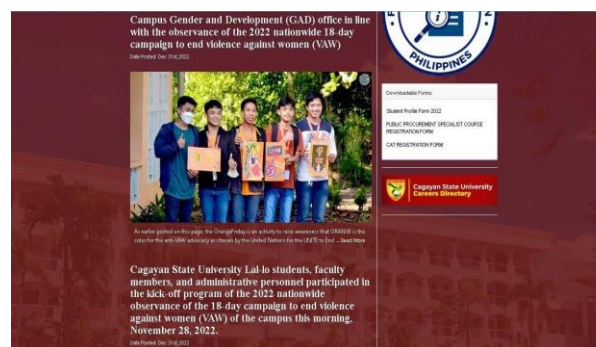 Campus Gender and Development (GAD) office in line
with the observance of the 2022 nationwide 18-day
campaign to end violence against women (VAW)
Date Posted: Dec 31st,2022
As earlier posted on this page, the OrangeFriday is an activity to raise awareness that ORANGE is the
color for the anti-VAW advocacy as chosen by the United Nations for the UNITE to End ...Read More
Cagayan State University Lal-lo students, faculty
members, and administrative personnel participated in
the kick-off program of the 2022 nationwide
observance of the 18-day campaign to end violence
against women (VAW) of the campus this morning,
November 28, 2022.
Date Posted: Dec 31st,2022
PHILIPPINES
Downloadable Forms:
Student Profile Form 2022
PUBLIC PROCUREMENT SPECIALIST COURSE
REGISTRATION FORM
CAT REGISTRATION FORM
Cagayan State University
Careers Directory